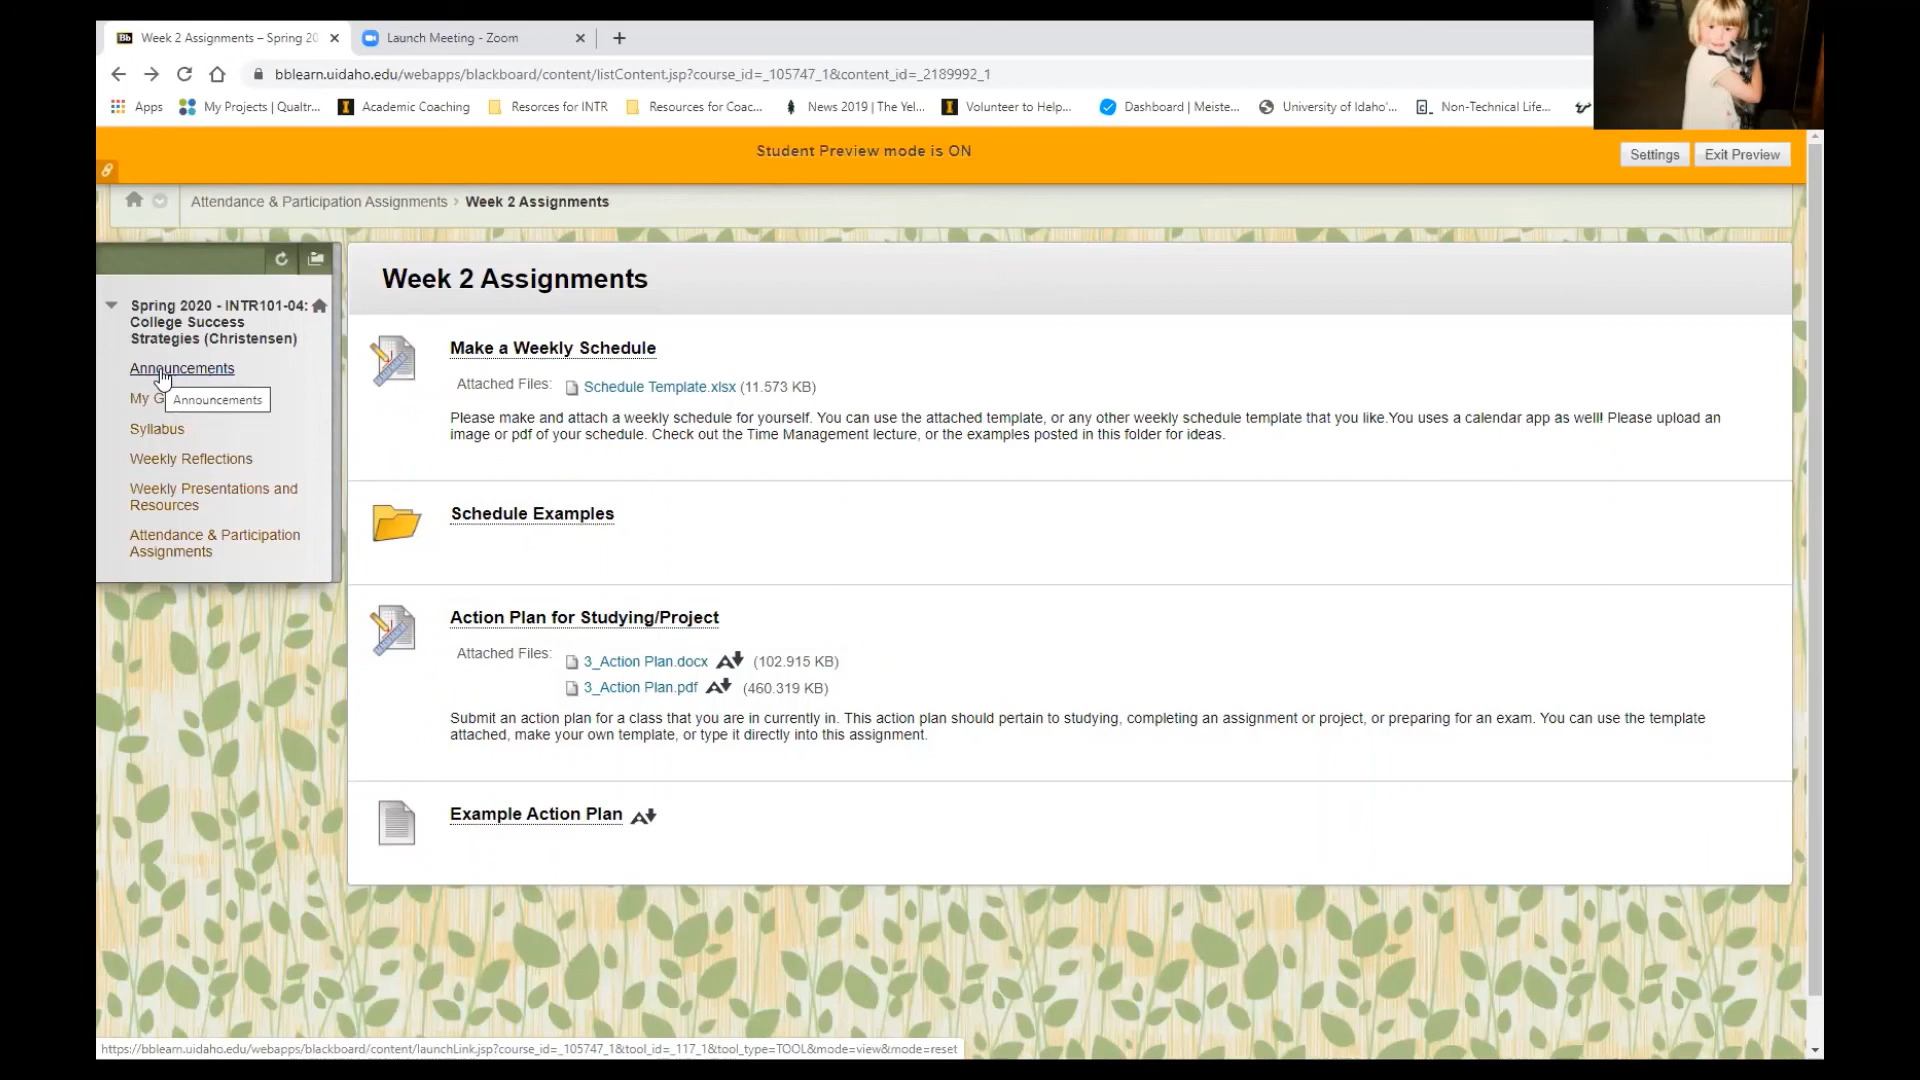 Week 2 Assignments – Spring 20
Launch Meeting - Zoom
bblearn.uidaho.edu/webapps/blackboard/content/listContent.jsp?course_id=_105747_1&content_id=_2189992_1
Apps
My Projects | Qualtr...
Academic Coaching
Resorces for INTR
Resources for Coac...
News 2019 | The Yel...
Volunteer to Help...
Dashboard | Meiste...
University of Idaho'...
Non-Technical Life...
Student Preview mode is ON
Settings
Exit Preview
Attendance & Participation Assignments › Week 2 Assignments
Spring 2020 - INTR101-04:
College Success
Strategies (Christensen)
Announcements
My G
Announcements
Syllabus
Weekly Reflections
Weekly Presentations and
Resources
Attendance & Participation
Assignments
Week 2 Assignments
Make a Weekly Schedule
Attached Files: Schedule Template.xlsx (11.573 KB)
Please make and attach a weekly schedule for yourself. You can use the attached template, or any other weekly schedule template that you like.You uses a calendar app as well! Please upload an
image or pdf of your schedule. Check out the Time Management lecture, or the examples posted in this folder for ideas.
Schedule Examples
Action Plan for Studying/Project
Attached Files: 3_Action Plan.docx (102.915 KB)
3_Action Plan.pdf (460.319 KB)
Submit an action plan for a class that you are in currently in. This action plan should pertain to studying, completing an assignment or project, or preparing for an exam. You can use the template
attached, make your own template, or type it directly into this assignment.
Example Action Plan
https://bblearn.uidaho.edu/webapps/blackboard/content/launchLink.jsp?course_id=_105747_1&tool_id=_117_1&tool_type=TOOL&mode=view&mode=reset